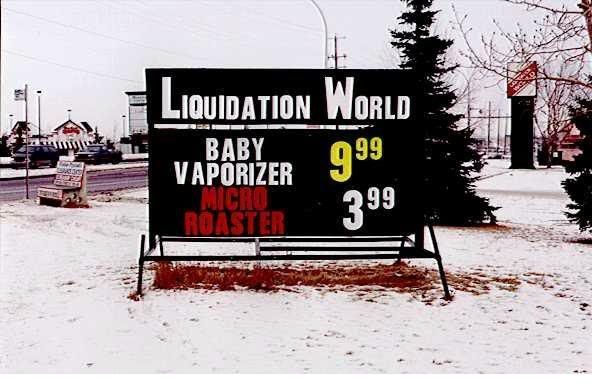 LIQUIDATION WORLD
BABY
VAPORIZER 9.99
MICRO
ROASTER 3.99